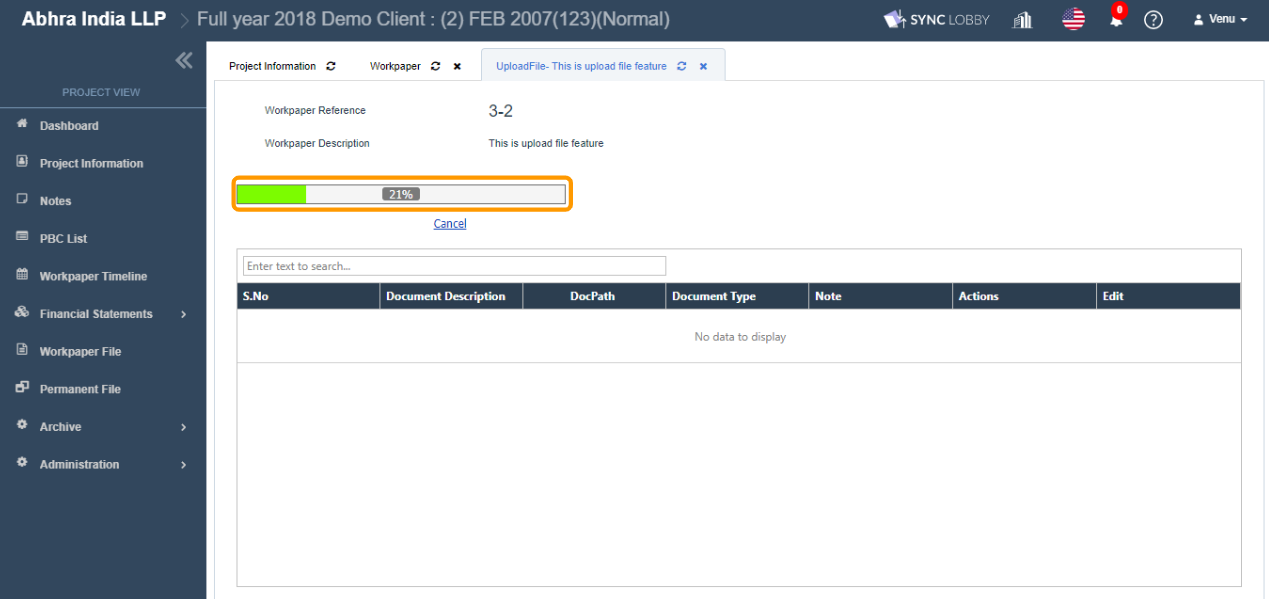 Abhra India LLP > Full year 2018 Demo Client : (2) FEB 2007(123)(Normal) SYNC LOBBY 0 ? Venu
PROJECT VIEW
Dashboard
Project Information
Notes
PBC List
Workpaper Timeline
Financial Statements
Workpaper File
Permanent File
Archive
Administration
Project Information Workpaper UploadFile- This is upload file feature
Workpaper Reference 3-2
Workpaper Description This is upload file feature
21%
Cancel
Enter text to search...
S.No Document Description DocPath Document Type Note Actions Edit
No data to display